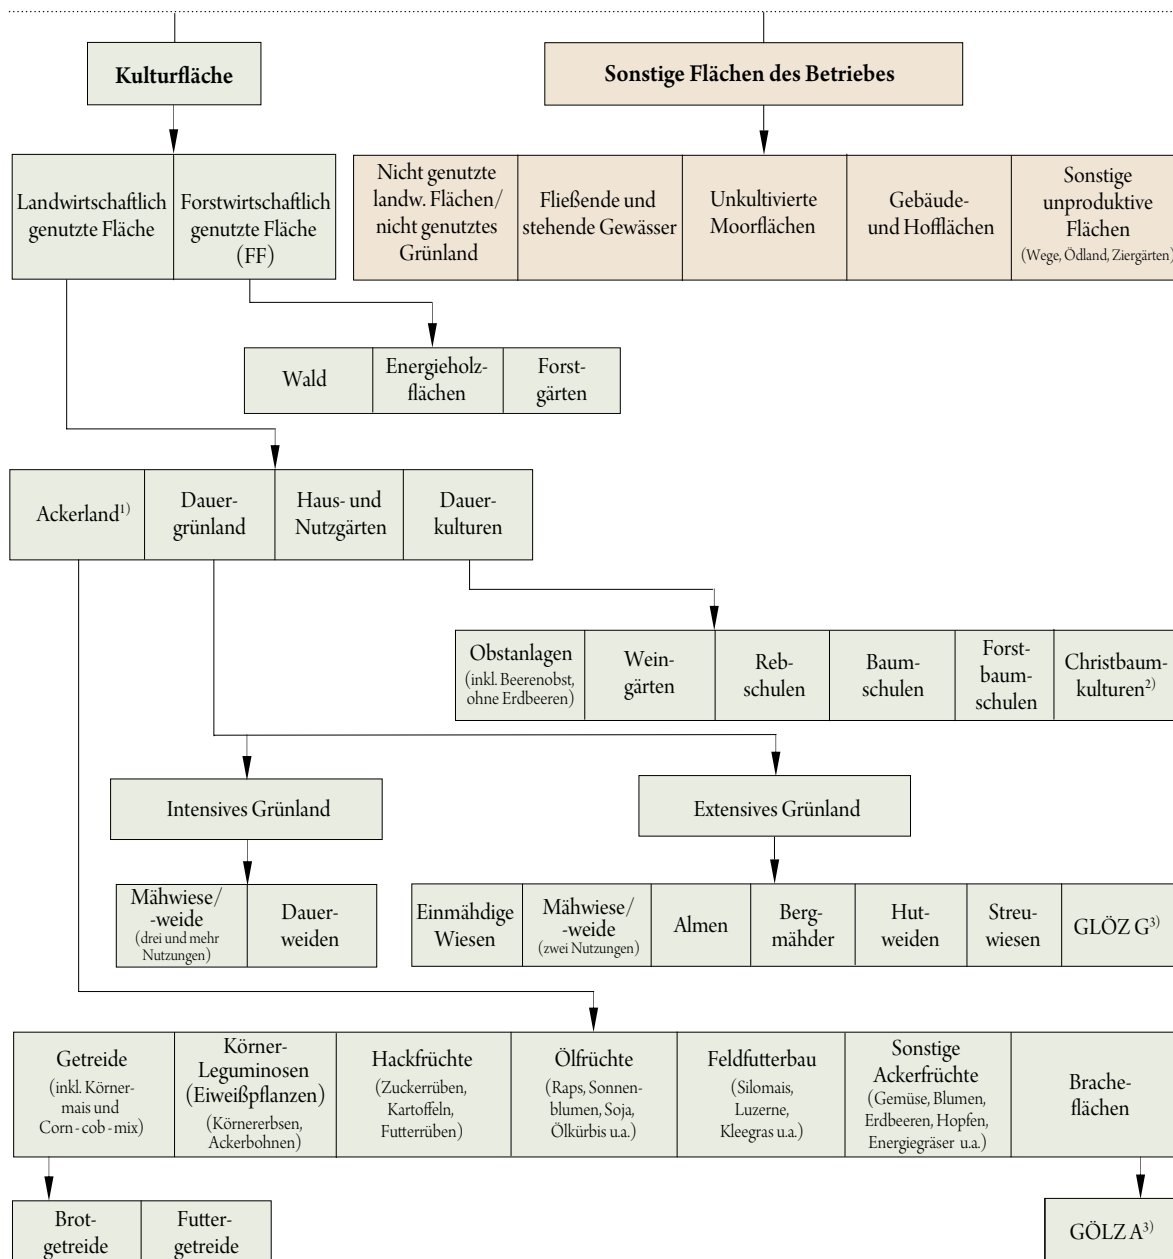 Kulturfläche
Sonstige Flächen des Betriebes
Landwirtschaftlich
genutzte Fläche
Forstwirtschaftlich
genutzte Fläche
(FF)
Nicht genutzte
landw. Flächen/
nicht genutztes
Grünland
Fließende und
stehende Gewässer
Unkultivierte
Moorflächen
Gebäude-
und Hofflächen
Sonstige
unproduktive
Flächen
(Wege, Ödland, Ziergärten)
Wald
Energieholz-
flächen
Forst-
gärten
Ackerland1)
Dauer-
grünland
Haus- und
Nutzgärten
Dauer-
kulturen
Obstanlagen
(inkl. Beerenobst,
ohne Erdbeeren)
Wein-
gärten
Reb-
schulen
Baum-
schulen
Forst-
baum-
schulen
Christbaum-
kulturen2)
Intensives Grünland
Extensives Grünland
Mähwiese/
-weide
(drei und mehr
Nutzungen)
Dauer-
weiden
Einmähdige
Wiesen
Mähwiese/
-weide
(zwei Nutzungen)
Almen
Berg-
mähder
Hut-
weiden
Streu-
wiesen
GLÖZ G3)
Getreide
(inkl. Körner-
mais und
Corn-cob-mix)
Körner-
Leguminosen
(Eiweißpflanzen)
(Körnererbsen,
Ackerbohnen)
Hackfrüchte
(Zuckerrüben,
Kartoffeln,
Futterrüben)
Ölfrüchte
(Raps, Sonnen-
blumen, Soja,
Ölkürbis u.a.)
Feldfutterbau
(Silomais,
Luzerne,
Kleegras u.a.)
Sonstige
Ackerfrüchte
(Gemüse, Blumen,
Erdbeeren, Hopfen,
Energiegräser u.a.)
Brache-
flächen
Brot-
getreide
Futter-
getreide
GÖLZ A3)